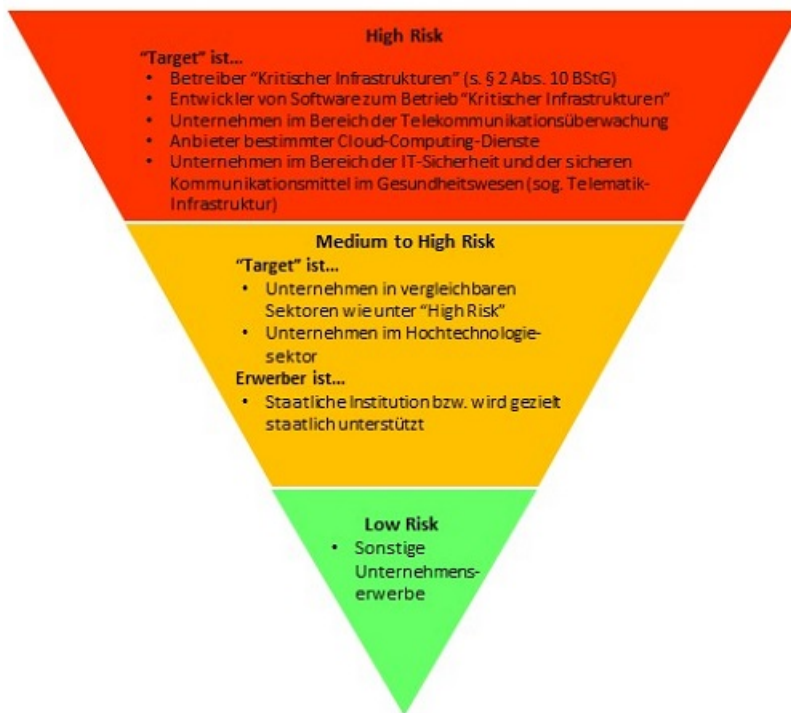 High Risk
“Target” ist...
• Betreiber “Kritischer Infrastrukturen” (s. § 2 Abs. 10 BStG)
• Entwickler von Software zum Betrieb “Kritischer Infrastrukturen”
• Unternehmen im Bereich der Telekommunikationsüberwachung
• Anbieter bestimmter Cloud-Computing-Dienste
• Unternehmen im Bereich der IT-Sicherheit und der sicheren
Kommunikationsmittel im Gesundheitswesen (sog. Telematik-
Infrastruktur)
Medium to High Risk
“Target” ist...
• Unternehmen in vergleichbaren
Sektoren wie unter “High Risk”
• Unternehmen im Hochtechnologie-
sektor
Erwerber ist...
• Staatliche Institution bzw. wird gezielt
staatlich unterstützt
Low Risk
• Sonstige
Unternehmens-
erwerbe